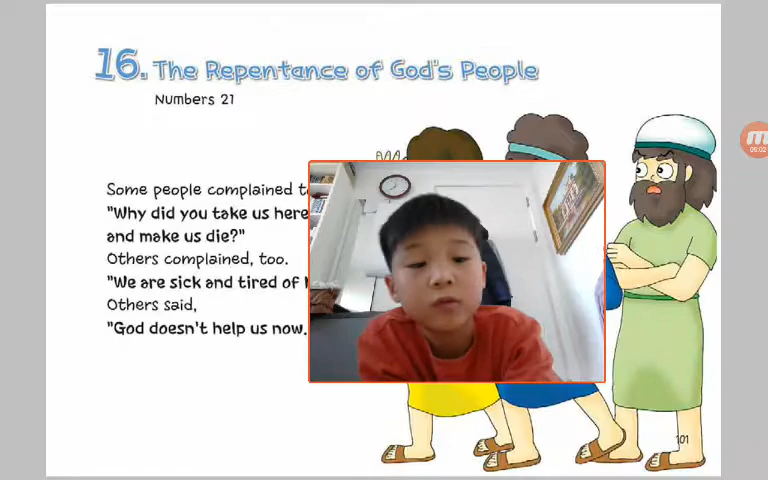 16. The Repentance of God's People
Numbers 21
Some people complained
"Why did you take us here
and make us die?"
Others complained, too.
"We are sick and tired of
Others said,
"God doesn't help us now.
101
06:02